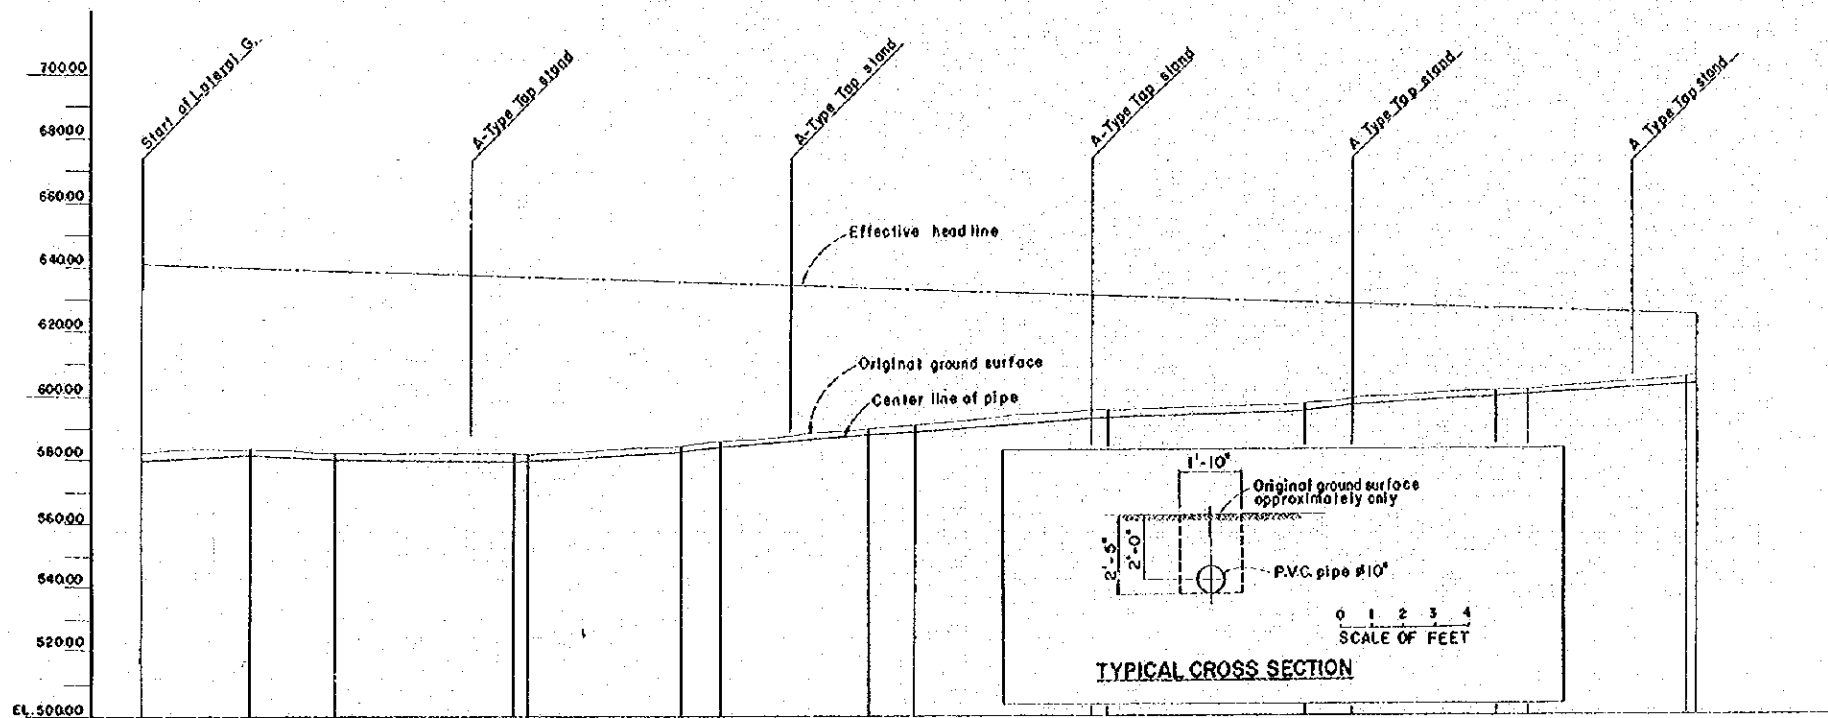 Start of Lateral G.
A-Type Tap stand
A-Type Tap stand
A-Type Tap stand
A Type Tap stand
A Type Tap stand
700.00
680.00
660.00
640.00
620.00
600.00
580.00
560.00
540.00
520.00
EL.500.00
Effective head line
Original ground surface
Center line of pipe
1'-10"
Original ground surface
approximately only
2'-5"
2'-0"
P.V.C. pipe ø10"
0 1 2 3 4
SCALE OF FEET
TYPICAL CROSS SECTION